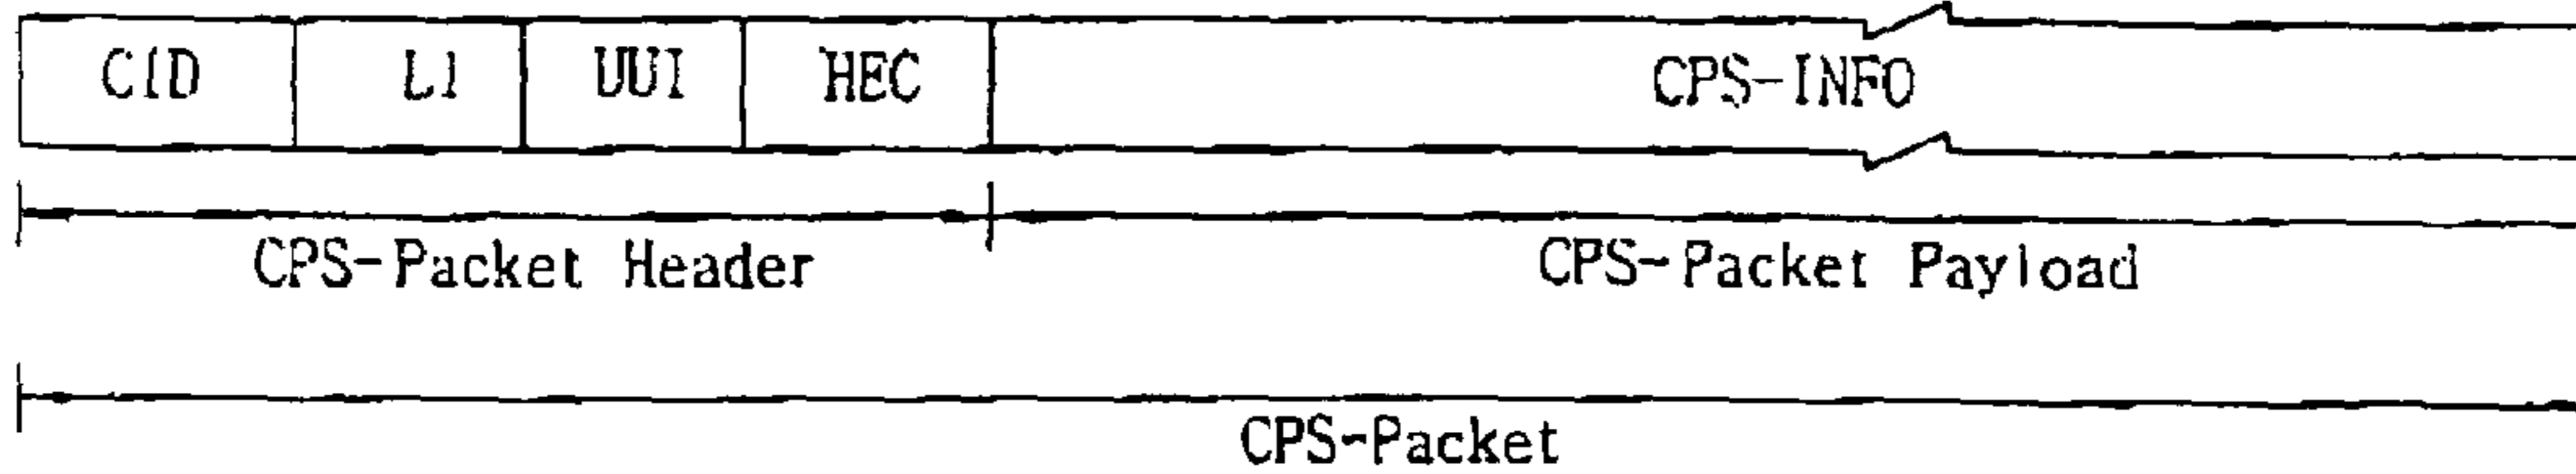 CID LI UUI HEC CPS-INFO
CPS-Packet Header CPS-Packet Payload
CPS-Packet